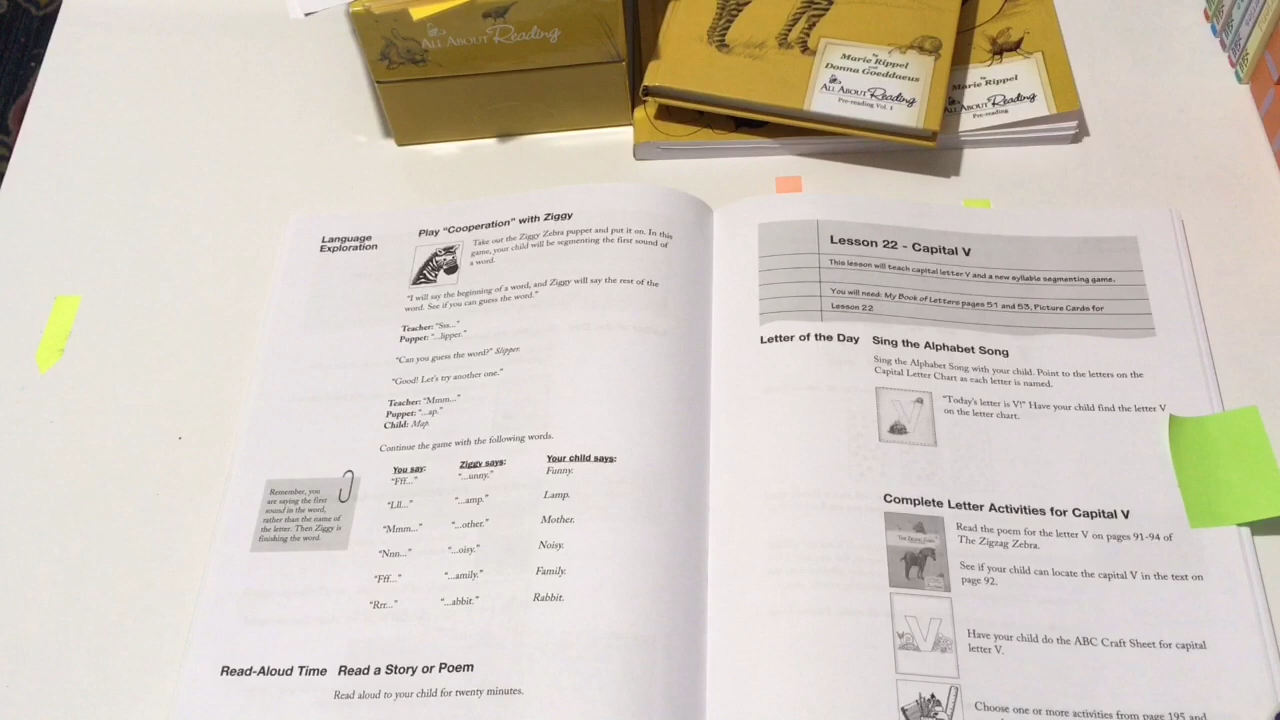 All About Reading
by
Marie Rippel
and
Donna Goeddaeus
All About Reading
Pre-reading Vol. 1
by
Marie Rippel
All About Reading
Pre-reading
Language
Exploration
Play "Cooperation" with Ziggy
Take out the Ziggy Zebra puppet and put it on. In this
game, your child will be segmenting the first sound of
a word.
"I will say the beginning of a word, and Ziggy will say the rest of the
word. See if you can guess the word."
Teacher: "Sss..."
Puppet: "...lipper."
"Can you guess the word?" Slipper.
"Good! Let's try another one."
Teacher: "Mmm..."
Puppet: "...ap."
Child: Map.
Continue the game with the following words.
You say: Ziggy says: Your child says:
"Fff..." "...unny." Funny.
"Lll..." "...amp." Lamp.
"Mmm..." "...other." Mother.
"Nnn..." "...oisy." Noisy.
"Fff..." "...amily." Family.
"Rrr..." "...abbit." Rabbit.
Remember, you
are saying the first
sound in the word,
rather than the name of
the letter. Then Ziggy is
finishing the word.
Read-Aloud Time Read a Story or Poem
Read aloud to your child for twenty minutes.
Lesson 22 - Capital V
This lesson will teach capital letter V and a new syllable segmenting game.
You will need: My Book of Letters pages 51 and 53, Picture Cards for
Lesson 22
Letter of the Day Sing the Alphabet Song
Sing the Alphabet Song with your child. Point to the letters on the
Capital Letter Chart as each letter is named.
V
"Today's letter is V!" Have your child find the letter V
on the letter chart.
Complete Letter Activities for Capital V
The Zigzag Zebra
Read the poem for the letter V on pages 91-94 of
The Zigzag Zebra.
See if your child can locate the capital V in the text on
page 92.
V
Have your child do the ABC Craft Sheet for capital
letter V.
Choose one or more activities from page 195 and